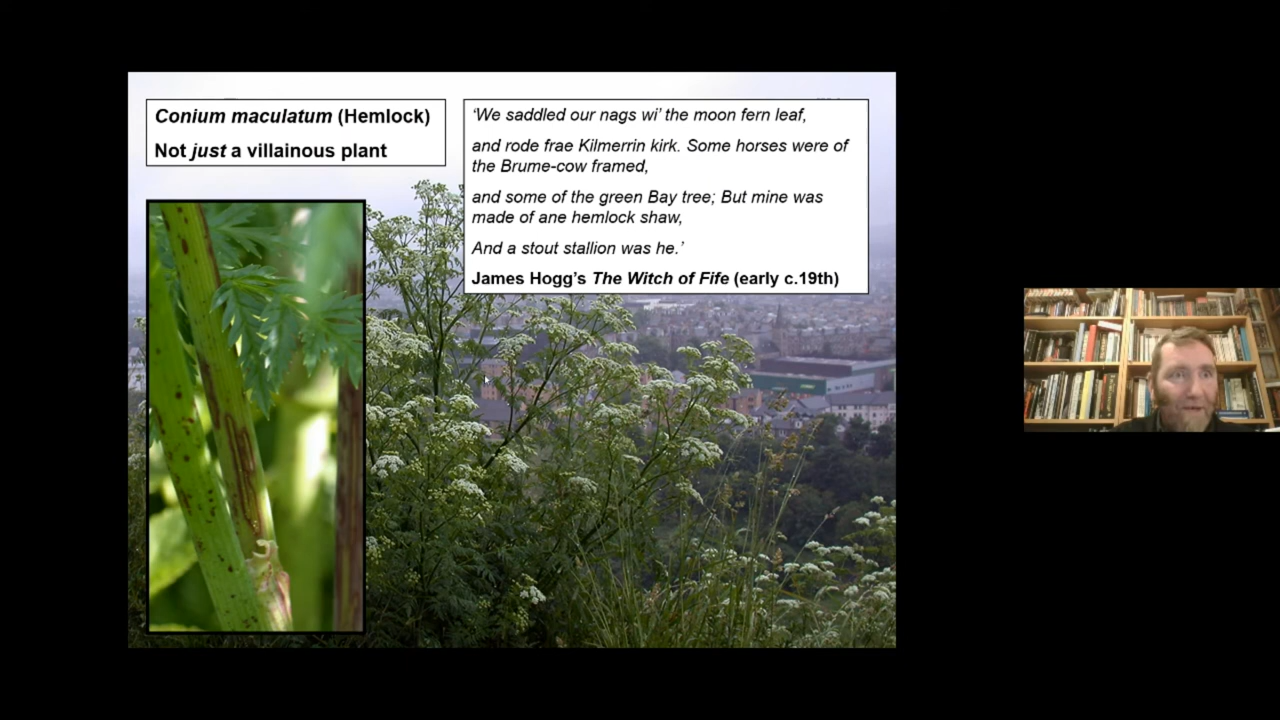 Conium maculatum (Hemlock)
Not just a villainous plant
‘We saddled our nags wi’ the moon fern leaf,
and rode frae Kilmerrin kirk. Some horses were of
the Brume-cow framed,
and some of the green Bay tree; But mine was
made of ane hemlock shaw,
And a stout stallion was he.’
James Hogg’s The Witch of Fife (early c.19th)